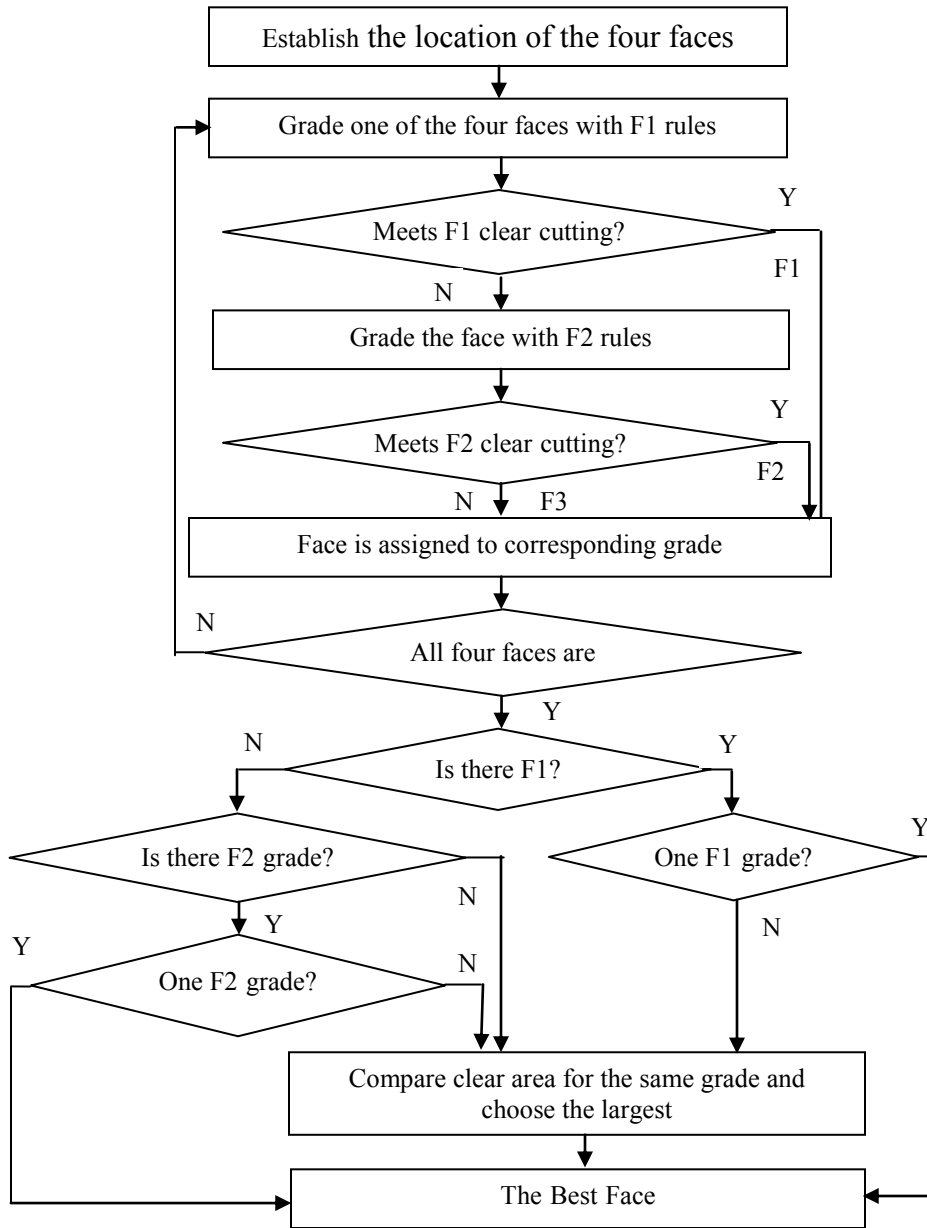 Establish the location of the four faces
Grade one of the four faces with F1 rules
Y
Meets F1 clear cutting?
F1
N
Grade the face with F2 rules
Y
Meets F2 clear cutting?
F2
N F3
Face is assigned to corresponding grade
N
All four faces are
Y
N
Y
Is there F1?
Y
Is there F2 grade?
One F1 grade?
N
Y
N
Y
N
One F2 grade?
Compare clear area for the same grade and
choose the largest
The Best Face